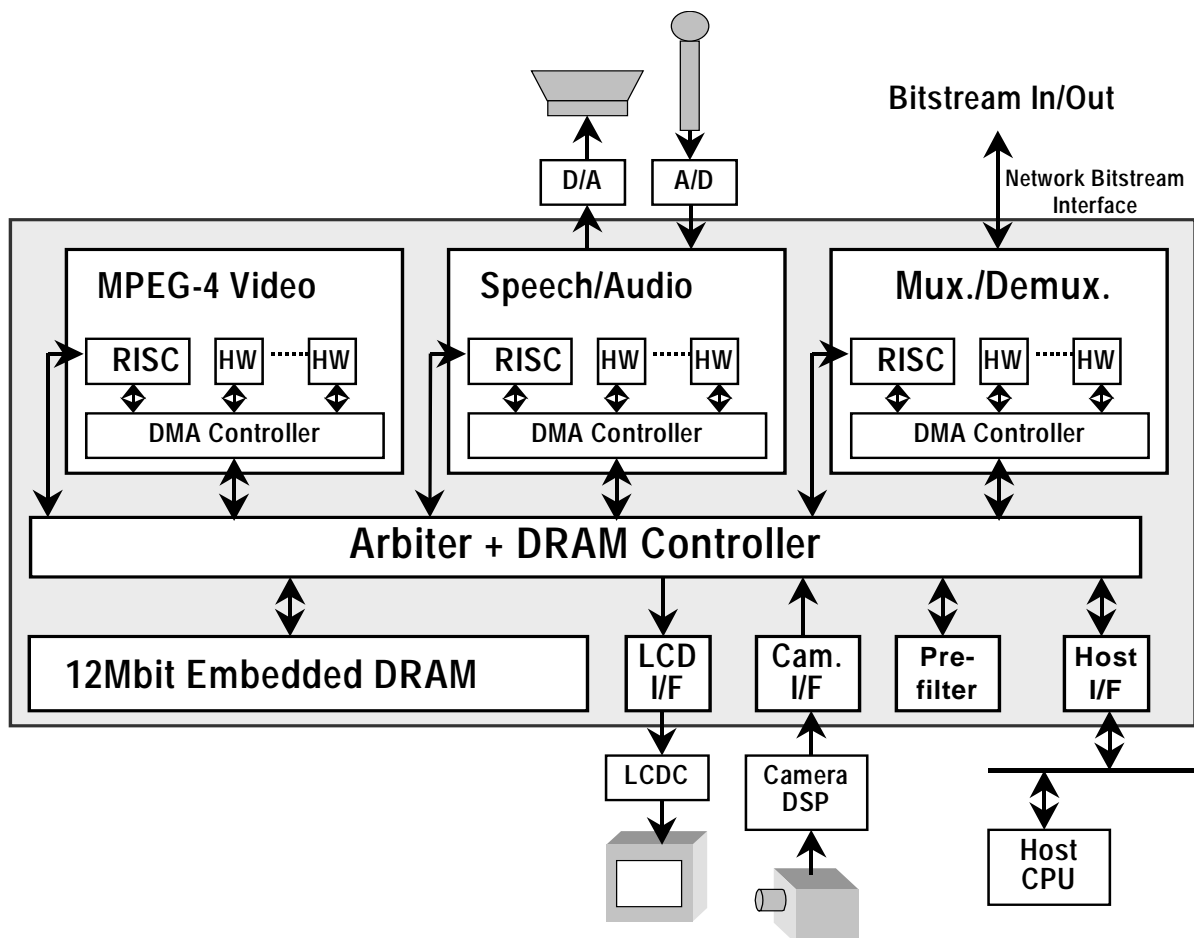 Bitstream In/Out
D/A
A/D
Network Bitstream
Interface
MPEG-4 Video
Speech/Audio
Mux./Demux.
RISC
HW
HW
RISC
HW
HW
RISC
HW
HW
DMA Controller
DMA Controller
DMA Controller
Arbiter + DRAM Controller
12Mbit Embedded DRAM
LCD
I/F
Cam.
I/F
Pre-
filter
Host
I/F
LCDC
Camera
DSP
Host
CPU